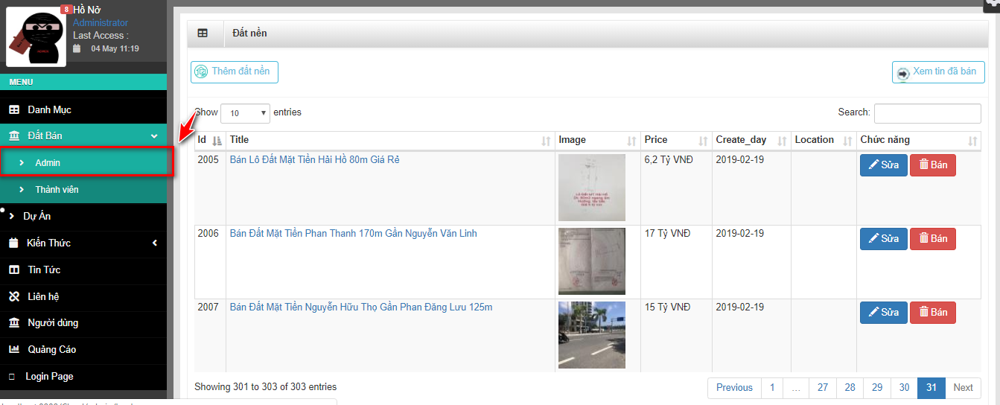 8 Hồ Nở
Administrator
Last Access :
04 May 11:19
MENU
Danh Mục
Đất Bán
Admin
Thành viên
Dự Án
Kiến Thức
Tin Tức
Liên hệ
Người dùng
Quảng Cáo
Login Page
Đất nền
Thêm đất nền
Xem tin đã bán
Show 10 entries
Search:
Id Title Image Price Create_day Location Chức năng
2005 Bán Lô Đất Mặt Tiền Hải Hồ 80m Giá Rẻ 6,2 Tỷ VNĐ 2019-02-19 Sửa Bán
2006 Bán Đất Mặt Tiền Phan Thanh 170m Gần Nguyễn Văn Linh 17 Tỷ VNĐ 2019-02-19 Sửa Bán
2007 Bán Đất Mặt Tiền Nguyễn Hữu Thọ Gần Phan Đăng Lưu 125m 15 Tỷ VNĐ 2019-02-19 Sửa Bán
Showing 301 to 303 of 303 entries
Previous 1 … 27 28 29 30 31 Next